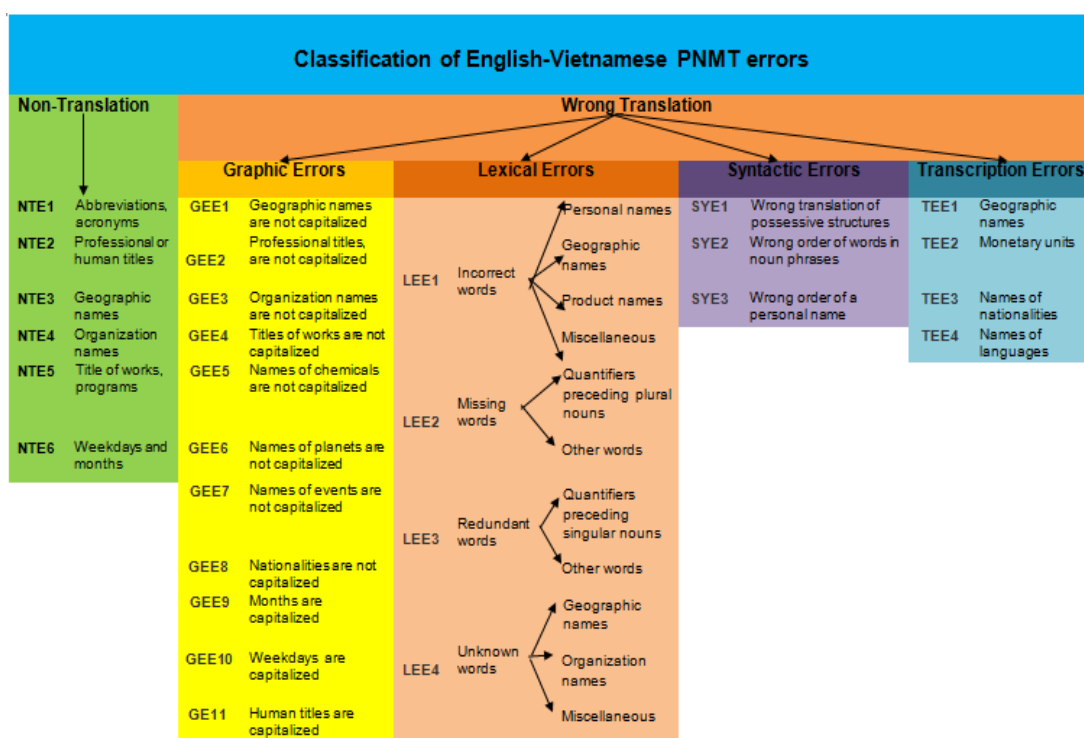 Classification of English-Vietnamese PNMT errors
Non-Translation
Wrong Translation
Graphic Errors
Lexical Errors
Syntactic Errors
Transcription Errors
NTE1 Abbreviations,
acronyms
NTE2 Professional or
human titles
NTE3 Geographic
names
NTE4 Organization
names
NTE5 Title of works,
programs
NTE6 Weekdays and
months
GEE1 Geographic names
are not capitalized
GEE2 Professional titles,
are not capitalized
GEE3 Organization names
are not capitalized
GEE4 Titles of works are not
capitalized
GEE5 Names of chemicals
are not capitalized
GEE6 Names of planets are
not capitalized
GEE7 Names of events are
not capitalized
GEE8 Nationalities are not
capitalized
GEE9 Months are
capitalized
GEE10 Weekdays are
capitalized
GE11 Human titles are
capitalized
LEE1 Incorrect
words
Personal names
Geographic
names
Product names
Miscellaneous
LEE2 Missing
words
Quantifiers
preceding plural
nouns
Other words
LEE3 Redundant
words
Quantifiers
preceding
singular nouns
Other words
LEE4 Unknown
words
Geographic
names
Organization
names
Miscellaneous
SYE1 Wrong translation of
possessive structures
SYE2 Wrong order of words in
noun phrases
SYE3 Wrong order of a
personal name
TEE1 Geographic
names
TEE2 Monetary units
TEE3 Names of
nationalities
TEE4 Names of
languages